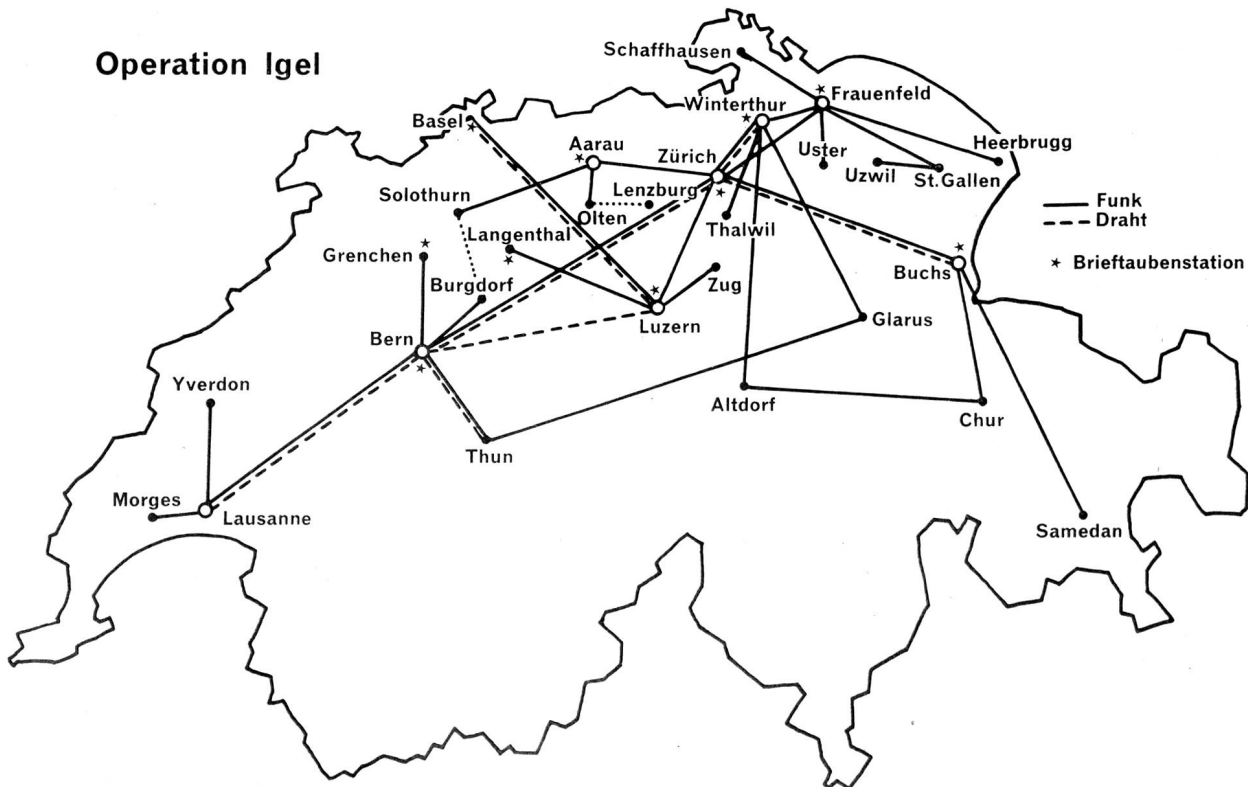 Operation Igel
Schaffhausen
Winterthur
Frauenfeld
Basel
Aarau
Zürich
Uster
Heerbrugg
Uzwil
St.Gallen
Solothurn
Lenzburg
Olten
Thalwil
Funk
Draht
Langenthal
Grenchen
Brieftaubenstation
Buchs
Burgdorf
Zug
Luzern
Glarus
Bern
Yverdon
Altdorf
Chur
Thun
Morges
Lausanne
Samedan